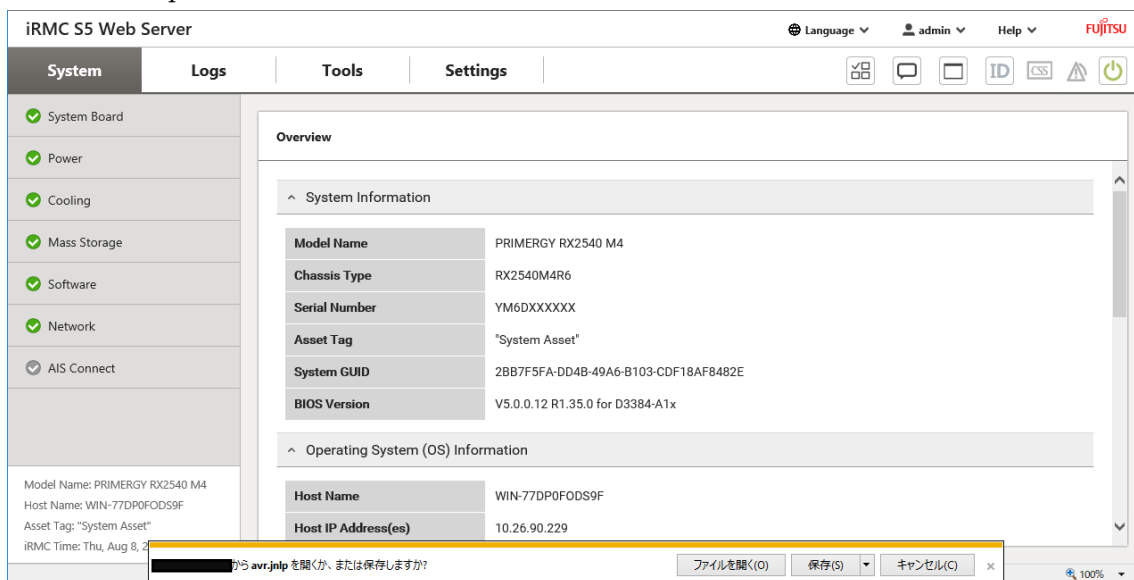 iRMC S5 Web Server
Language
admin
Help
FUJITSU
System
Logs
Tools
Settings
ID
CSS
System Board
Power
Cooling
Mass Storage
Software
Network
AIS Connect
Overview
System Information
Model Name PRIMERGY RX2540 M4
Chassis Type RX2540M4R6
Serial Number YM6DXXXXXX
Asset Tag "System Asset"
System GUID 2BB7F5FA-DD4B-49A6-B103-CDF18AF8482E
BIOS Version V5.0.0.12 R1.35.0 for D3384-A1x
Operating System (OS) Information
Host Name WIN-77DP0FODS9F
Host IP Address(es) 10.26.90.229
Model Name: PRIMERGY RX2540 M4
Host Name: WIN-77DP0FODS9F
Asset Tag: "System Asset"
iRMC Time: Thu, Aug 8, 2
から avr.jnlp を開くか、または保存しますか?
ファイルを開く(O)
保存(S)
キャンセル(C)
×
100%